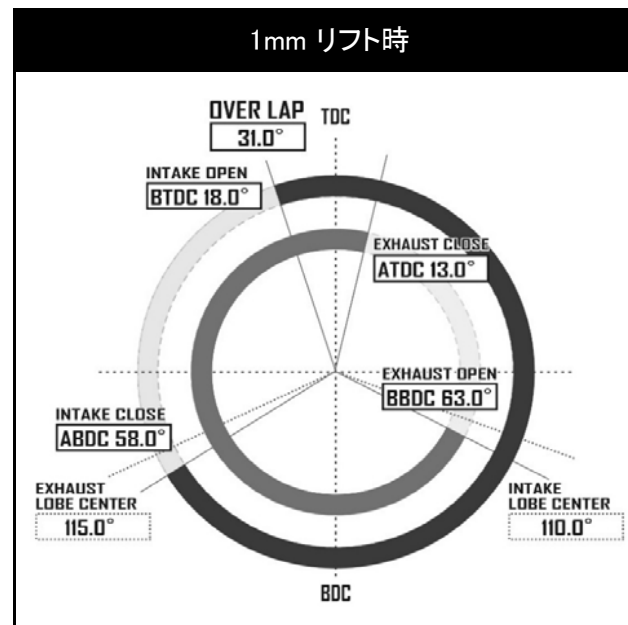 1mm リフト時
OVER LAP
31.0°
TDC
INTAKE OPEN
BTDC 18.0°
EXHAUST CLOSE
ATDC 13.0°
EXHAUST OPEN
BBDC 63.0°
INTAKE CLOSE
ABDC 58.0°
EXHAUST
LOBE CENTER
115.0°
INTAKE
LOBE CENTER
110.0°
BDC